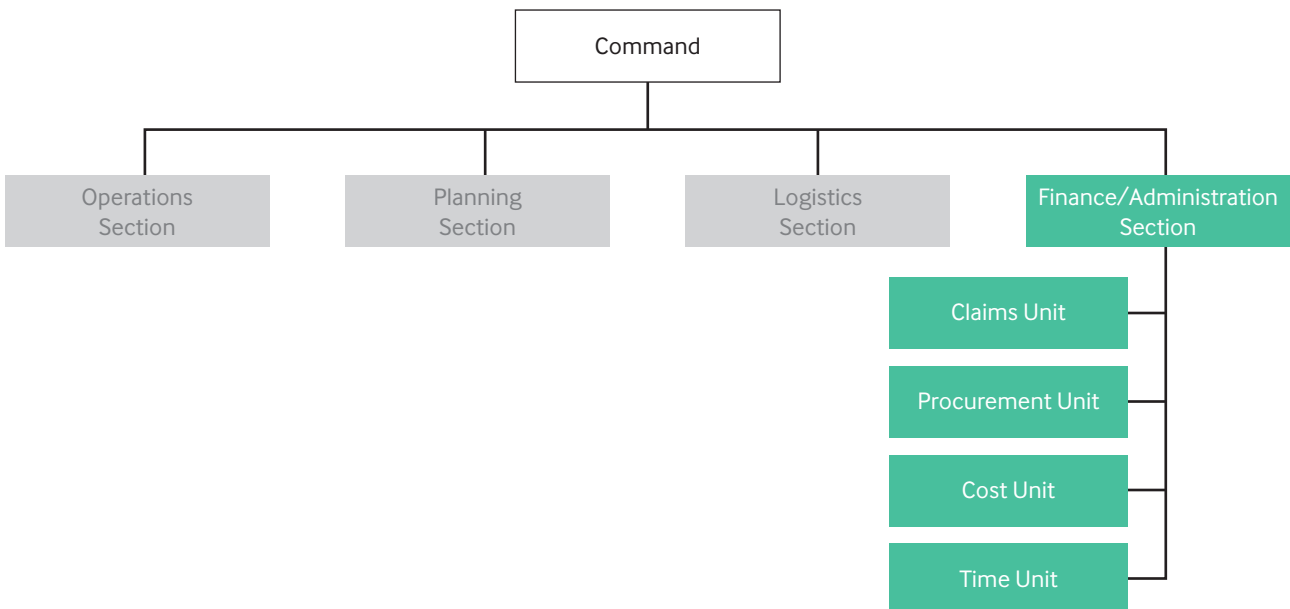 Command
Operations
Section
Planning
Section
Logistics
Section
Finance/Administration
Section
Claims Unit
Procurement Unit
Cost Unit
Time Unit